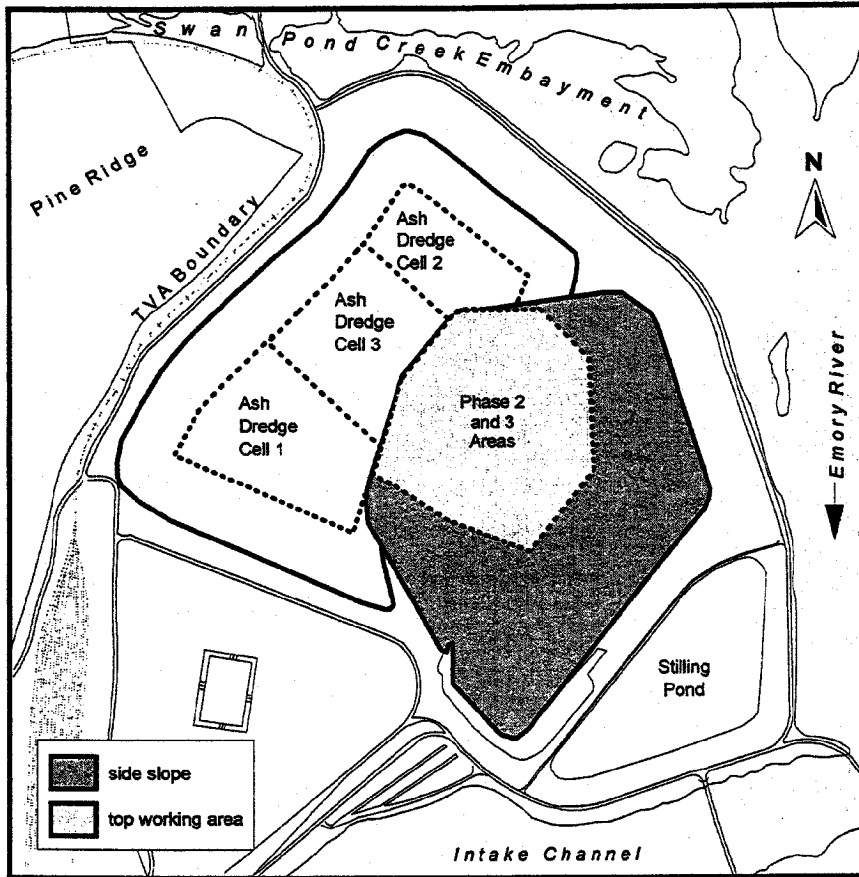 Swan Pond Creek Embayment
Pine Ridge
TVA Boundary
N
Ash
Dredge
Cell 2
Ash
Dredge
Cell 3
Ash
Dredge
Cell 1
Phase 2
and 3
Areas
Emory River
Stilling
Pond
side slope
top working area
Intake Channel